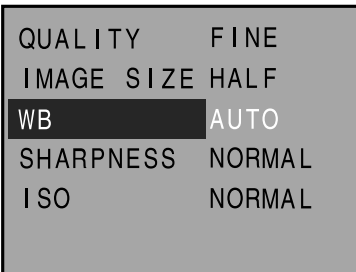 QUALITY FINE
IMAGE SIZE HALF
WB AUTO
SHARPNESS NORMAL
ISO NORMAL